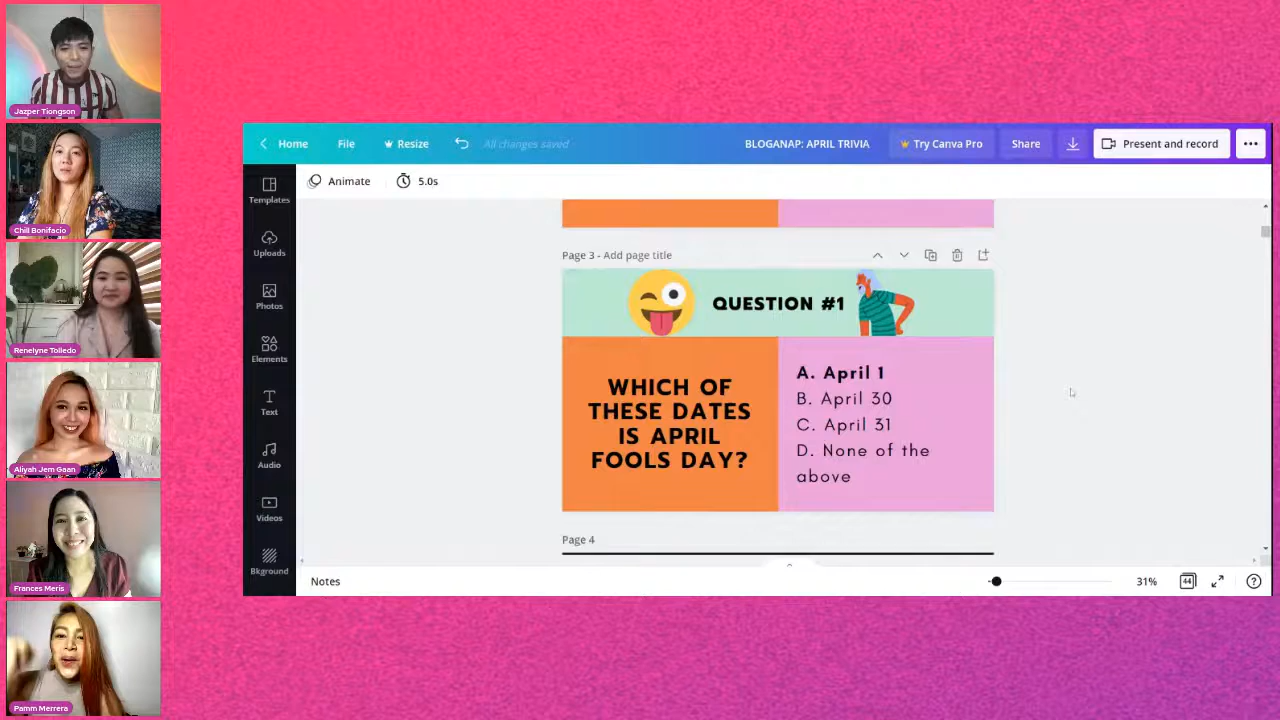 Jazper Tiongson
Chill Bonifacio
Renelyne Tolledo
Aliyah Jem Gaan
Frances Meris
Pamm Merrera
Home File Resize All changes saved BLOGANAP: APRIL TRIVIA Try Canva Pro Share Present and record
Animate 5.0s
Templates
Uploads
Photos
Elements
Text
Audio
Videos
Bkground
Page 3 - Add page title
QUESTION #1
WHICH OF
THESE DATES
IS APRIL
FOOLS DAY?
A. April 1
B. April 30
C. April 31
D. None of the
above
Page 4
Notes 31% 44